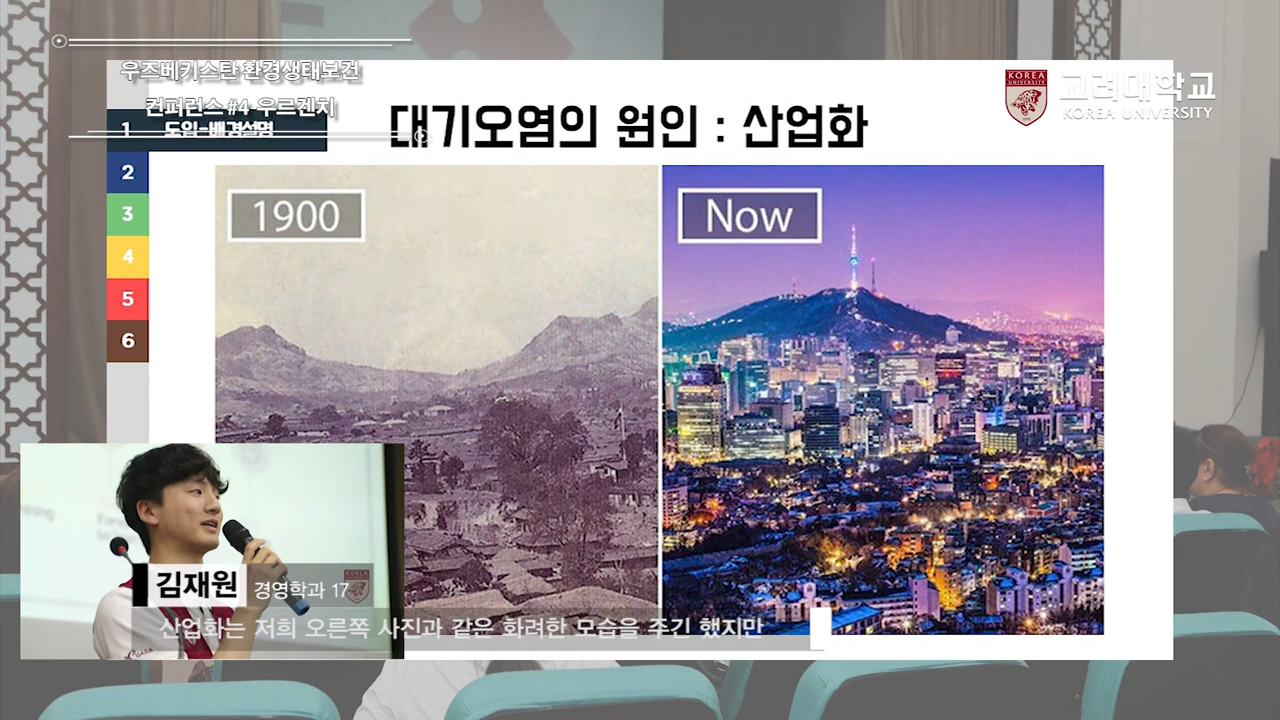 우즈베키스탄 환경생태보건
컨퍼런스 #4 우르겐치
1 도입-배경설명
2
3
4
5
6
대기오염의 원인 : 산업화
KOREA
UNIVERSITY
고려대학교
KOREA UNIVERSITY
1900
Now
김재원 경영학과 17
KOREA
산업화는 저희 오른쪽 사진과 같은 화려한 모습을 주긴 했지만